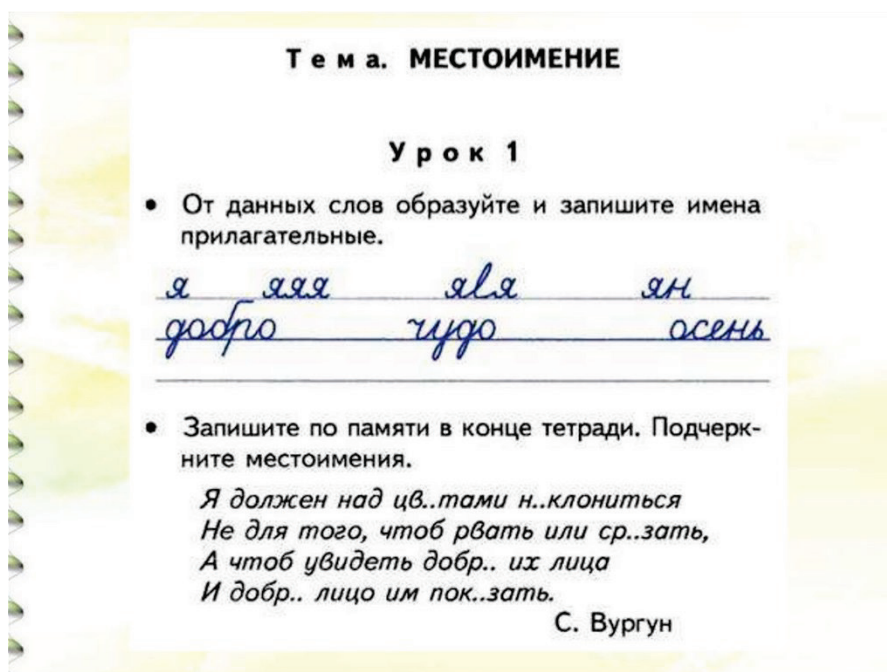 Тема. МЕСТОИМЕНИЕ
Урок 1
• От данных слов образуйте и запишите имена
прилагательные.
я яяя явя ян
добро чудо осень
• Запишите по памяти в конце тетради. Подчерк-
ните местоимения.
Я должен над цв..тами н..клониться
Не для того, чтоб рвать или ср..зать,
А чтоб увидеть добр.. их лица
И добр.. лицо им пок..зать.
С. Вургун